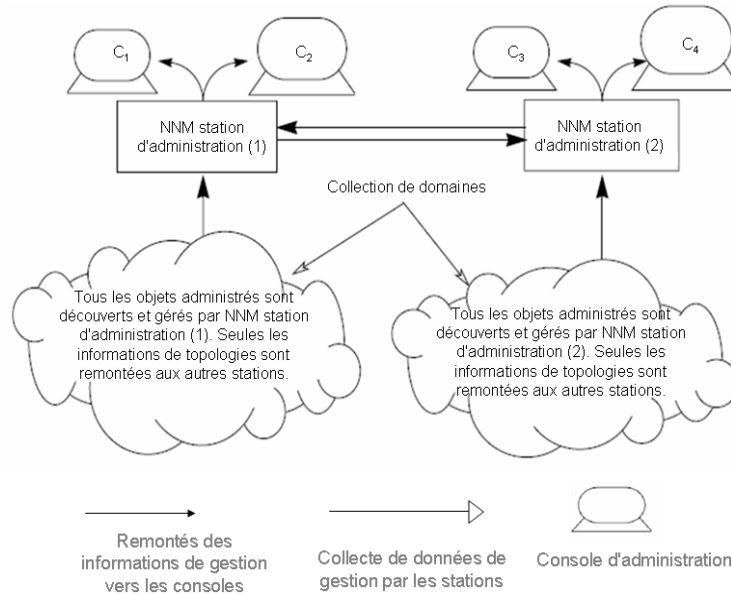 C1
C2
C3
C4
NNM station
d'administration (1)
NNM station
d'administration (2)
Collection de domaines
Tous les objets administrés sont
découverts et gérés par NNM station
d'administration (1). Seules les
informations de topologies sont
remontées aux autres stations.
Tous les objets administrés sont
découverts et gérés par NNM station
d'administration (2). Seules les
informations de topologies sont
remontées aux autres stations.
Remontés des
informations de gestion
vers les consoles
Collecte de données de
gestion par les stations
Console d'administration